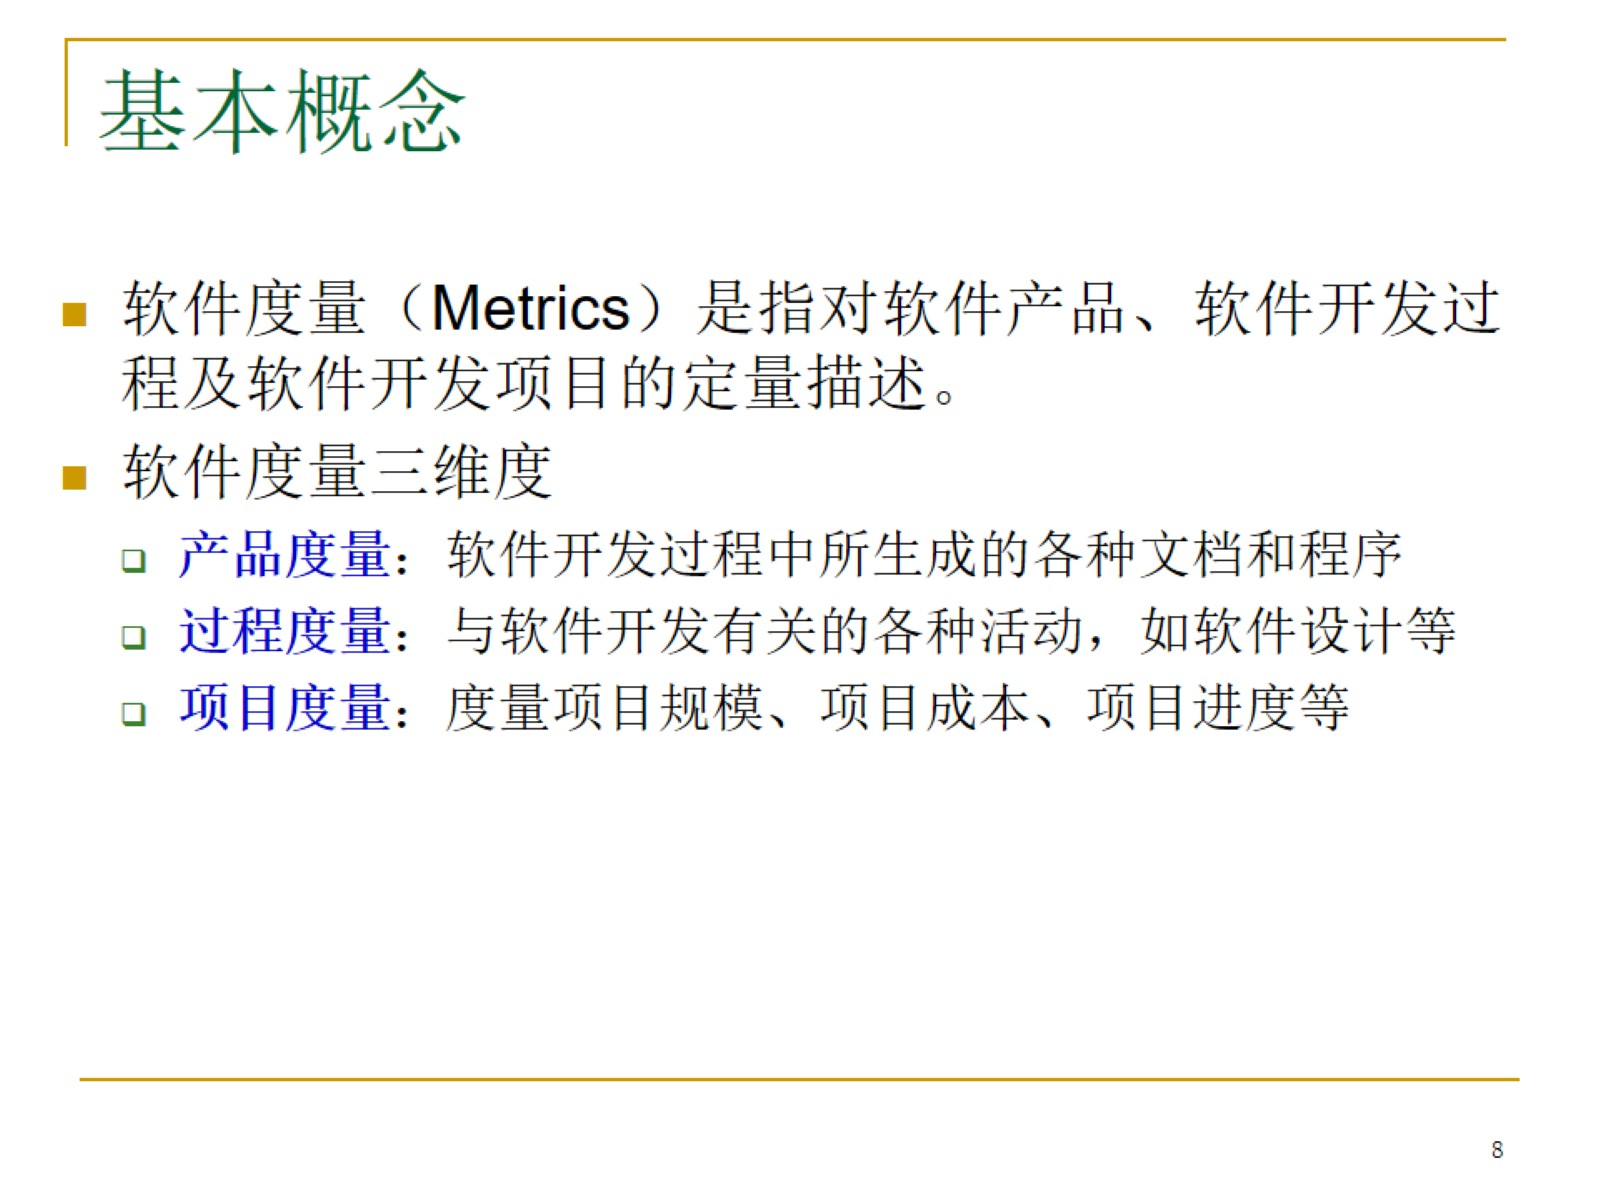 基本概念
软件度量（Metrics）是指对软件产品、软件开发过
程及软件开发项目的定量描述。
软件度量三维度
产品度量：软件开发过程中所生成的各种文档和程序
过程度量：与软件开发有关的各种活动，如软件设计等
项目度量：度量项目规模、项目成本、项目进度等
8